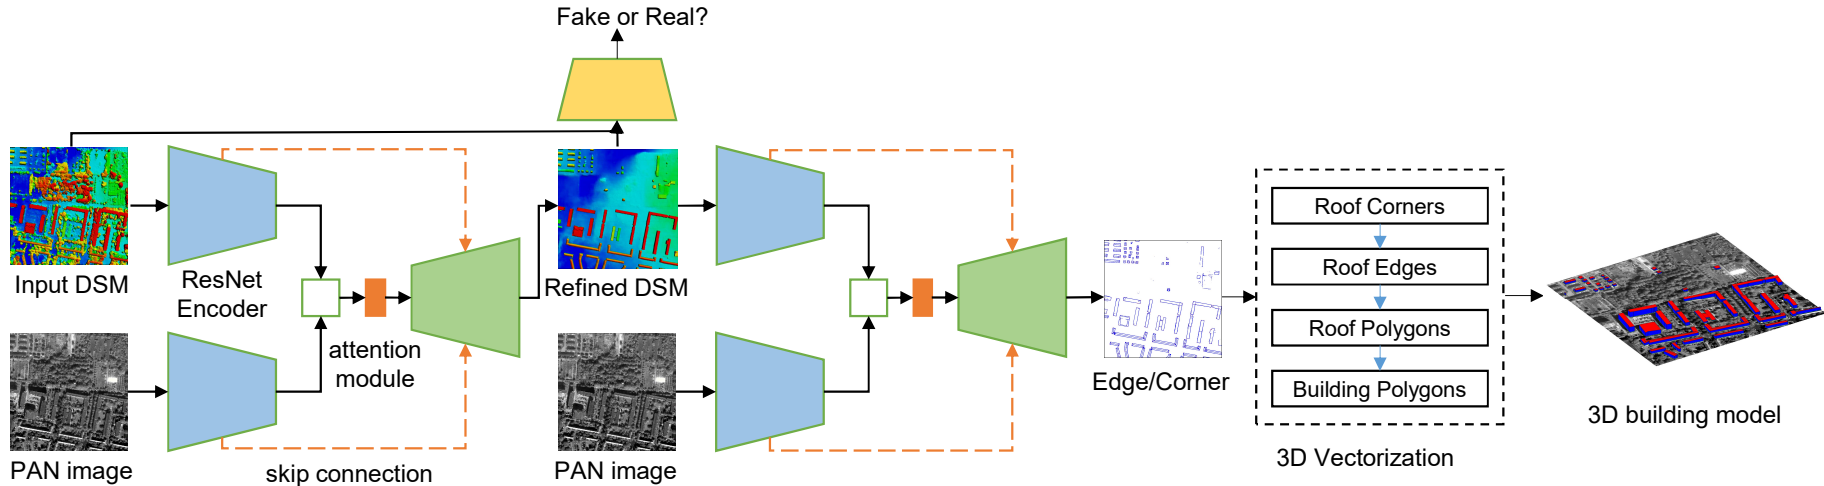 Fake or Real?
Input DSM
ResNet
Encoder
Refined DSM
attention
module
PAN image
skip connection
PAN image
Edge/Corner
Roof Corners
Roof Edges
Roof Polygons
Building Polygons
3D Vectorization
3D building model